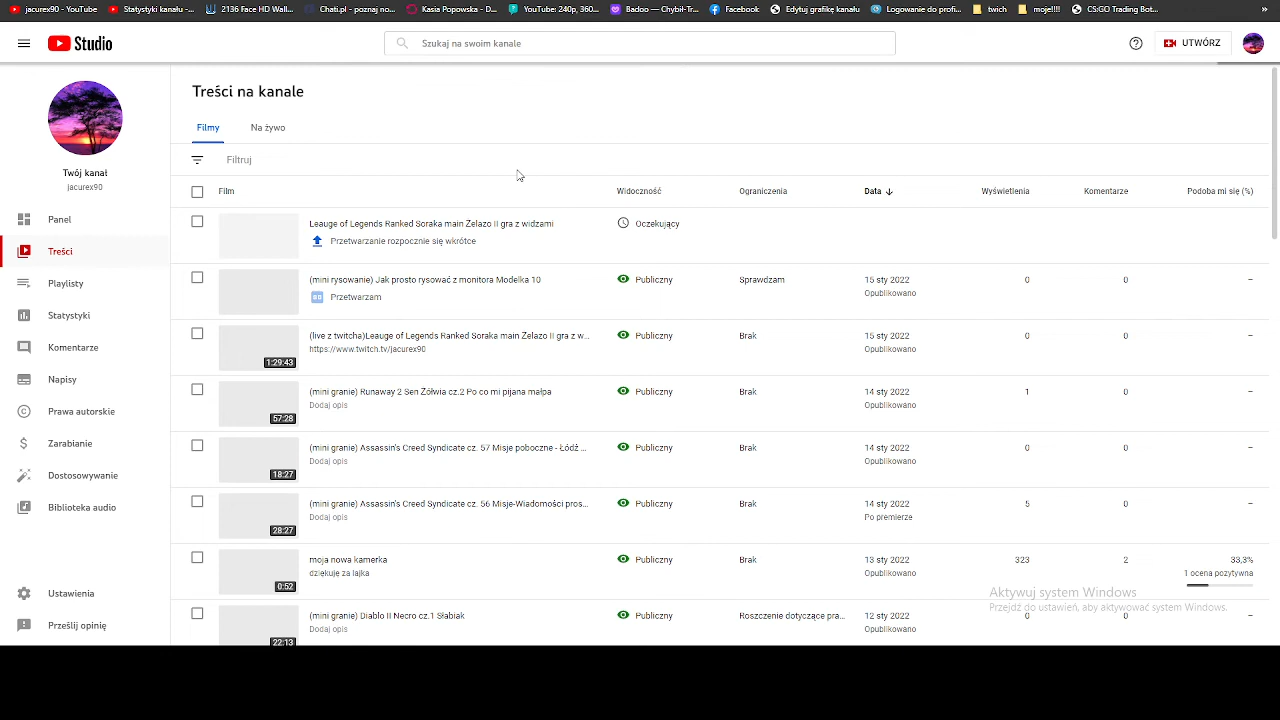 jacurex90 - YouTube
Statystyki kanału -...
2136 Face HD Wall...
Chatki.pl - poznaj no...
Kasia Parowska - D...
YouTube: 240p, 360...
Badoo — Chylac Tr...
Facebook
Edytuj grafikę kasku
Logowanie do profi...
twich
moje!!!!
CS:GO Trading Bot...
»
Studio
Szukaj na swoim kanale
UTWÓRZ
Twój kanał
jacurex90
Panel
Treści
Playlisty
Statystyki
Komentarze
Napisy
Prawa autorskie
Zarabianie
Dostosowywanie
Biblioteka audio
Ustawienia
Prześlij opinię
Treści na kanale
Filmy Na żywo
Filtruj
Film Widoczność Ograniczenia Data Wyświetlenia Komentarze Podoba mi się (%)
Leauge of Legends Ranked Soraka main Żelazo II gra z widzami Oczekujący
Przetwarzanie rozpocznie się wkrótce
(mini rysowanie) Jak prosto rysować z monitora Modelka 10 Publiczny Sprawdzam 15 sty 2022 0 0 –
Przetwarzam Opublikowano
(live z twitcha)Leauge of Legends Ranked Soraka main Żelazo II gra z w... Publiczny Brak 15 sty 2022 0 0 –
1:29:43 https://www.twitch.tv/jacurex90 Opublikowano
(mini granie) Runaway 2 Sen Żółwia cz.2 Po co mi pijana małpa Publiczny Brak 14 sty 2022 1 0 –
57:28 Dodaj opis Opublikowano
(mini granie) Assassin's Creed Syndicate cz. 57 Misje poboczne - Łódź ... Publiczny Brak 14 sty 2022 0 0 –
18:27 Dodaj opis Opublikowano
(mini granie) Assassin's Creed Syndicate cz. 56 Misje-Wiadomości pros... Publiczny Brak 14 sty 2022 5 0 –
28:27 Dodaj opis Po premierze
moja nowa kamerka Publiczny Brak 13 sty 2022 323 2 33,3%
0:52 dziękuje za lajka Opublikowano 1 ocena pozytywna
(mini granie) Diablo II Necro cz.1 Słabiak Publiczny Roszczenie dotyczące pra... 12 sty 2022 0 0 –
22:13 Dodaj opis Opublikowano
Aktywuj system Windows
Przejdź do ustawień, aby aktywować system Windows.